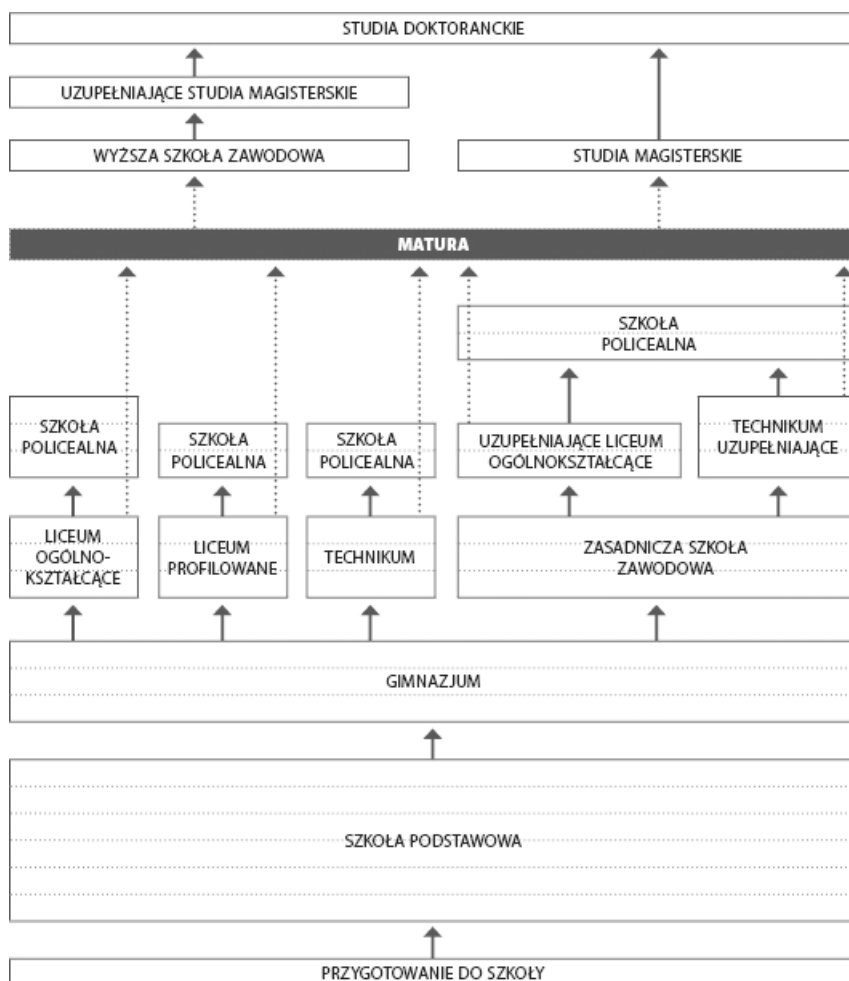 STUDIA DOKTORANCKIE
UZUPEŁNIAJĄCE STUDIA MAGISTERSKIE
WYŻSZA SZKOŁA ZAWODOWA
STUDIA MAGISTERSKIE
MATURA
SZKOŁA
POLICEALNA
SZKOŁA
POLICEALNA
SZKOŁA
POLICEALNA
SZKOŁA
POLICEALNA
UZUPEŁNIAJĄCE LICEUM
OGÓLNOKSZTAŁCĄCE
TECHNIKUM
UZUPEŁNIAJĄCE
LICEUM
OGÓLNO-
KSZTAŁCĄCE
LICEUM
PROFILOWANE
TECHNIKUM
ZASADNICZA SZKOŁA
ZAWODOWA
GIMNAZJUM
SZKOŁA PODSTAWOWA
PRZYGOTOWANIE DO SZKOŁY